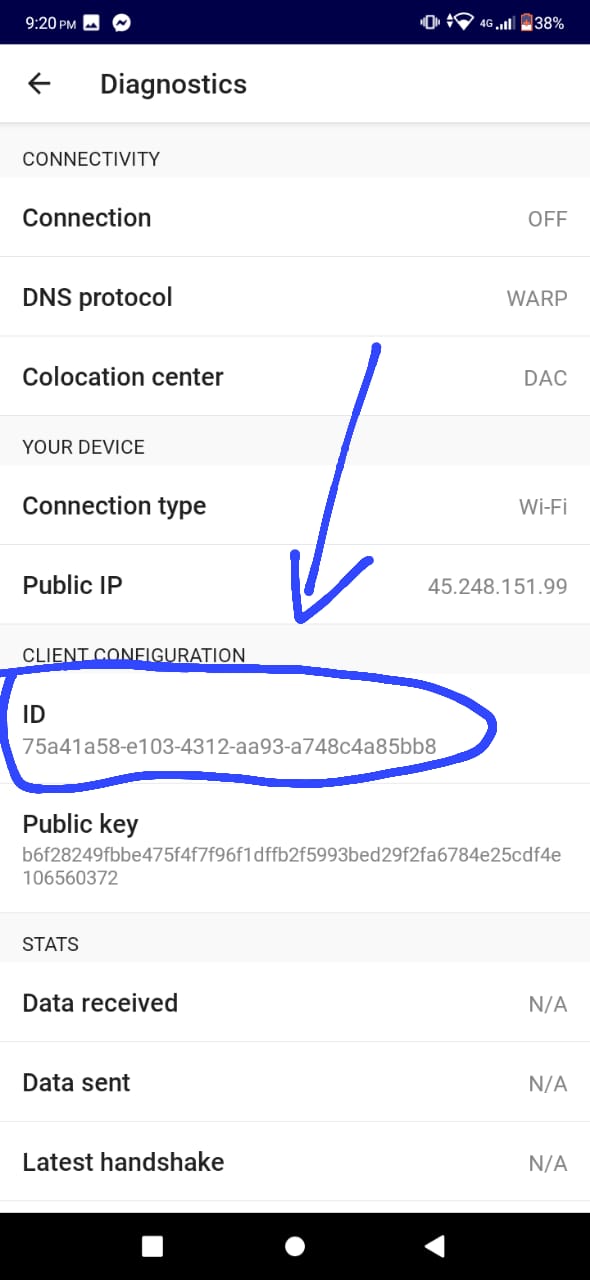 9:20 PM 4G 38%
Diagnostics
CONNECTIVITY
Connection OFF
DNS protocol WARP
Colocation center DAC
YOUR DEVICE
Connection type Wi-Fi
Public IP 45.248.151.99
CLIENT CONFIGURATION
ID
75a41a58-e103-4312-aa93-a748c4a85bb8
Public key
b6f28249fbbe475f4f7f96f1dffb2f5993bed29f2fa6784e25cdf4e
106560372
STATS
Data received N/A
Data sent N/A
Latest handshake N/A